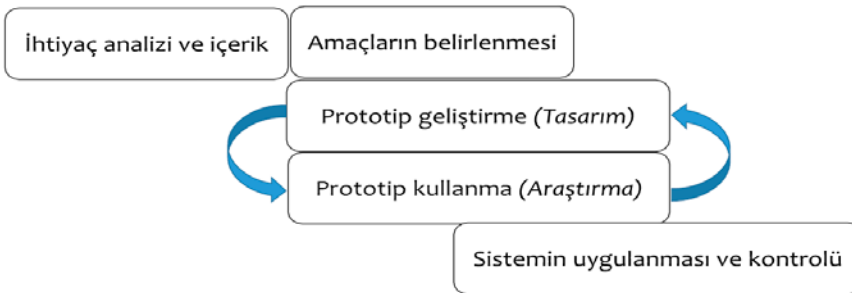 İhtiyaç analizi ve içerik
Amaçların belirlenmesi
Prototip geliştirme (Tasarım)
Prototip kullanma (Araştırma)
Sistemin uygulanması ve kontrolü